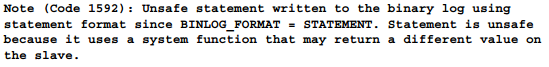 Note (Code 1592): Unsafe statement written to the binary log using
statement format since BINLOG_FORMAT = STATEMENT. Statement is unsafe
because it uses a system function that may return a different value on
the slave.